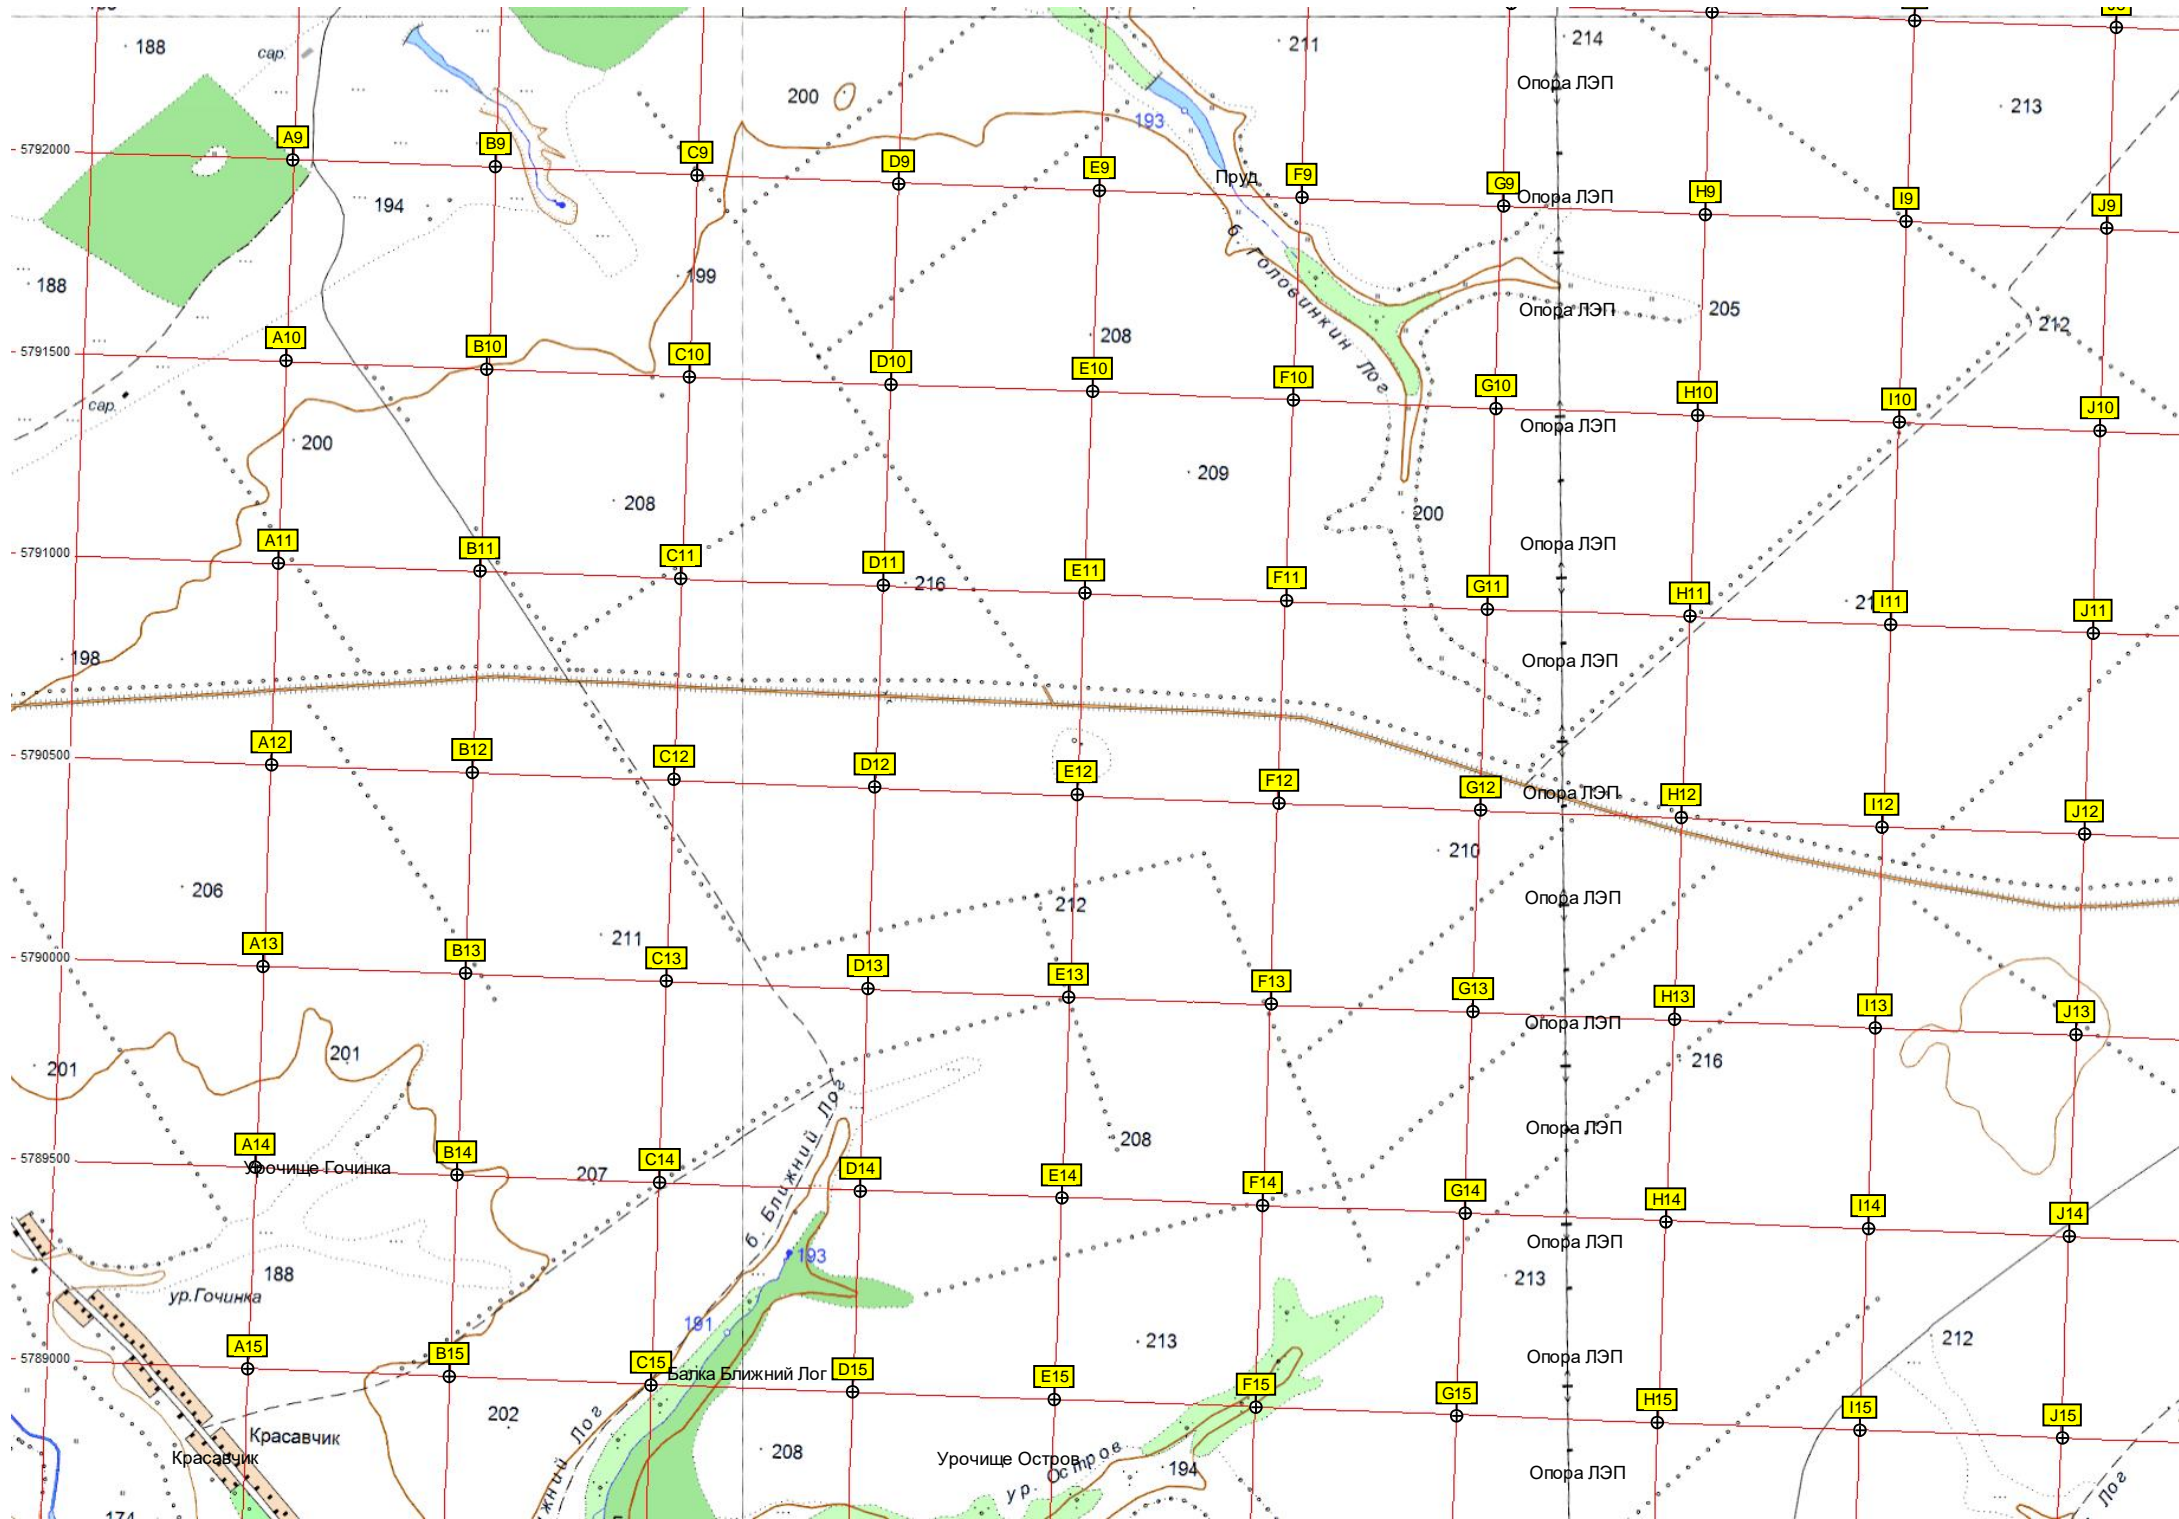 188
сар.
200
211
214
Опора ЛЭП
213
193
5792000
A9
B9
C9
D9
E9
Пруд
F9
G9
Опора ЛЭП
H9
I9
J9
194
б. Головинкин Лог
188
199
208
Опора ЛЭП
205
212
5791500
A10
B10
C10
D10
E10
F10
G10
H10
I10
J10
сар.
200
Опора ЛЭП
209
208
200
5791000
A11
B11
C11
D11
216
E11
F11
G11
Опора ЛЭП
H11
I11
J11
198
Опора ЛЭП
5790500
A12
B12
C12
D12
E12
F12
G12
Опора ЛЭП
H12
I12
J12
210
206
212
Опора ЛЭП
211
5790000
A13
B13
C13
D13
E13
F13
G13
Опора ЛЭП
H13
I13
J13
201
201
216
б. Ближний Лог
208
Опора ЛЭП
5789500
A14
Урочище Гочинка
B14
207
C14
D14
E14
F14
G14
H14
I14
J14
193
Опора ЛЭП
188
213
ур.Гочинка
191
213
212
5789000
A15
B15
C15
Балка Ближний Лог
D15
E15
F15
G15
Опора ЛЭП
H15
I15
J15
202
Красавчик
Красавчик
208
Урочище Остров
ур. Остров
194
Опора ЛЭП
жний Лог
Лог
174